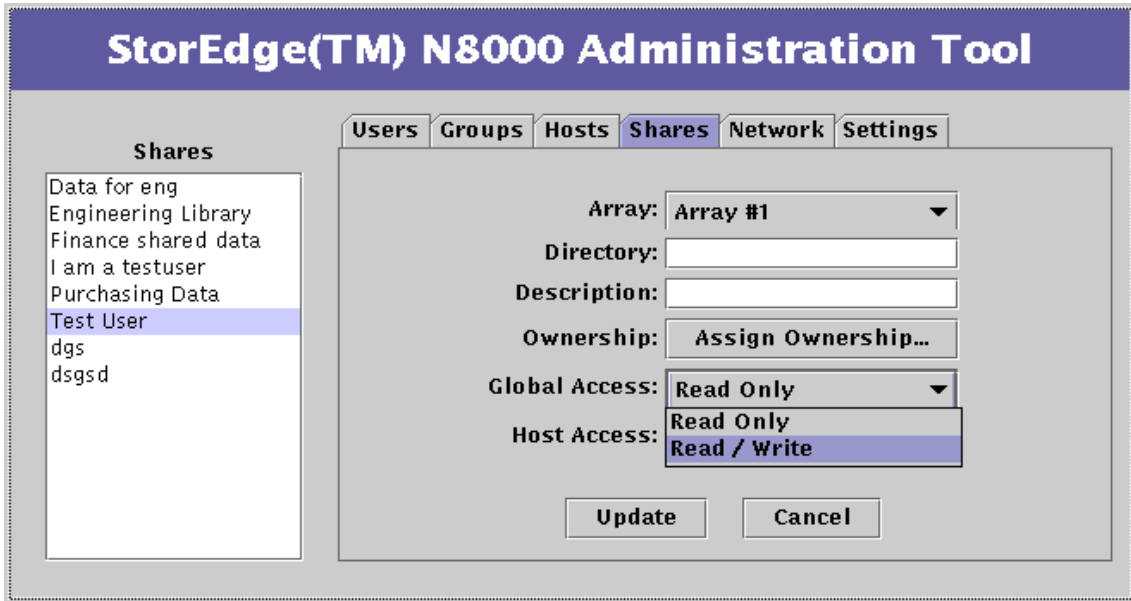 StorEdge(TM) N8000 Administration Tool
Users Groups Hosts Shares Network Settings
Shares
Data for eng
Engineering Library
Finance shared data
I am a testuser
Purchasing Data
Test User
dgs
dsgsd
Array: Array #1
Directory:
Description:
Ownership: Assign Ownership...
Global Access: Read Only
Read Only
Host Access:
Read / Write
Update Cancel